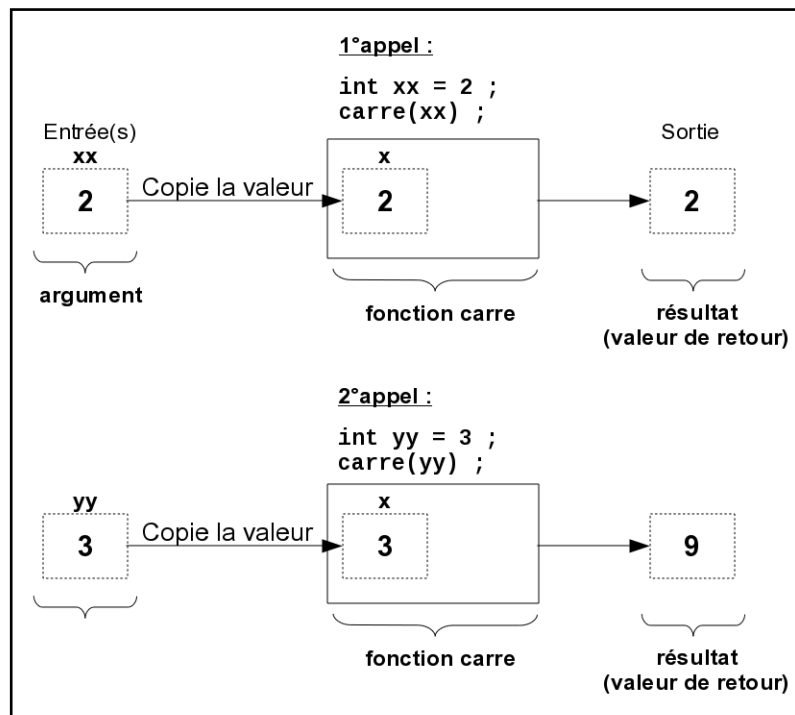 1°appel :
int xx = 2 ;
carre(xx) ;
Entrée(s)
Sortie
xx
x
2
Copie la valeur
2
2
argument
fonction carre
résultat
(valeur de retour)
2°appel :
int yy = 3 ;
carre(yy) ;
yy
x
3
Copie la valeur
3
9
fonction carre
résultat
(valeur de retour)